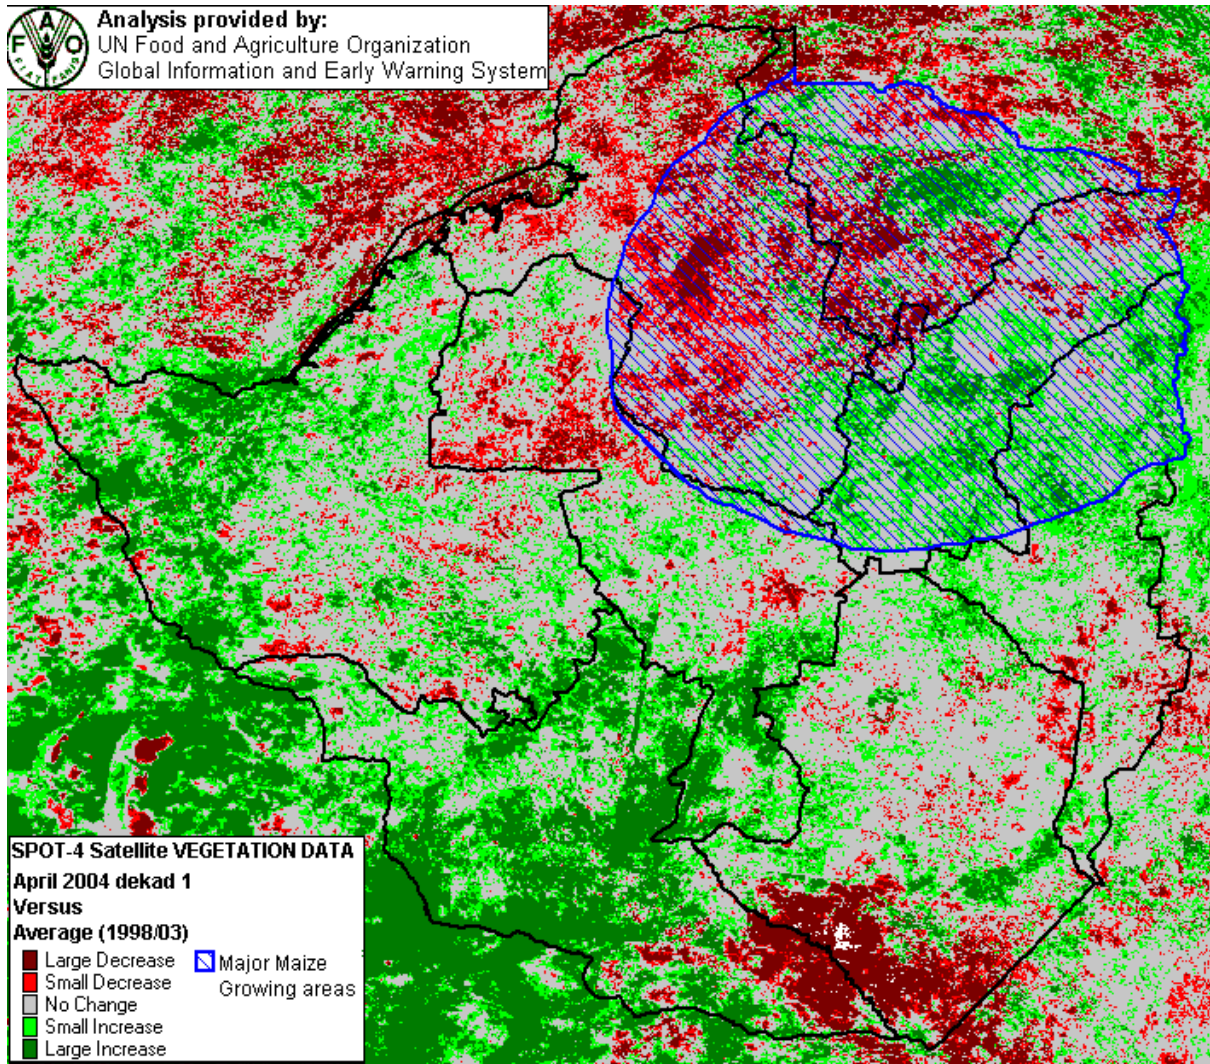 Analysis provided by:
UN Food and Agriculture Organization
Global Information and Early Warning System
F A O
FIAT PANIS
SPOT-4 Satellite VEGETATION DATA
April 2004 dekad 1
Versus
Average (1998/03)
Large Decrease
Small Decrease
No Change
Small Increase
Large Increase
Major Maize
Growing areas